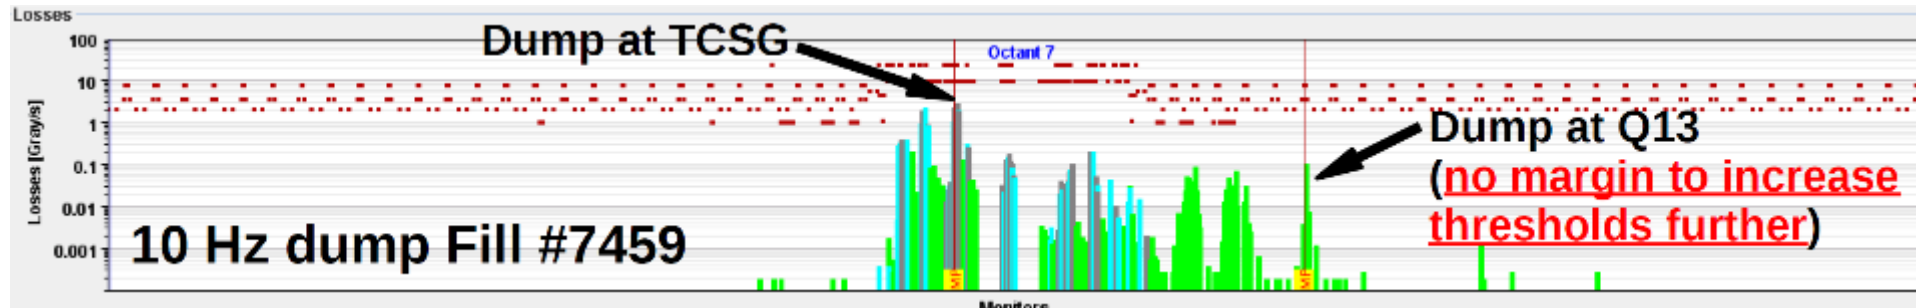 Losses
Dump at TCSG
Octant 7
Losses [Gray/s]
100
10
1
0.1
0.01
0.001
Dump at Q13
(no margin to increase
thresholds further)
10 Hz dump Fill #7459
Monitors